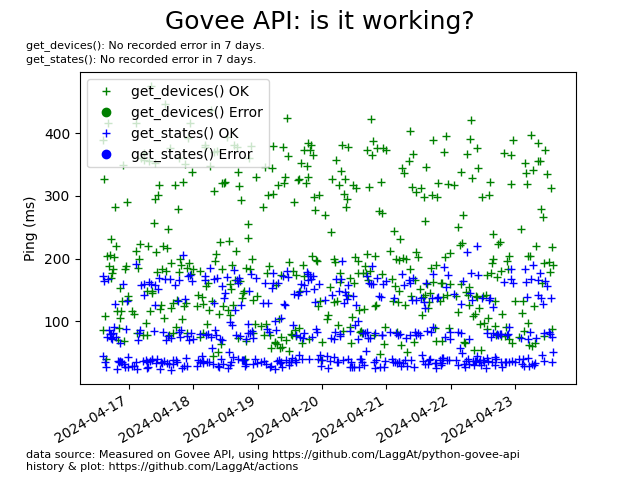 Govee API: is it working?
get_devices(): No recorded error in 7 days.
get_states(): No recorded error in 7 days.
get_devices() OK
get_devices() Error
get_states() OK
get_states() Error
400
300
200
100
Ping (ms)
2024-04-17
2024-04-18
2024-04-19
2024-04-20
2024-04-21
2024-04-22
2024-04-23
data source: Measured on Govee API, using https://github.com/LaggAt/python-govee-api
history & plot: https://github.com/LaggAt/actions